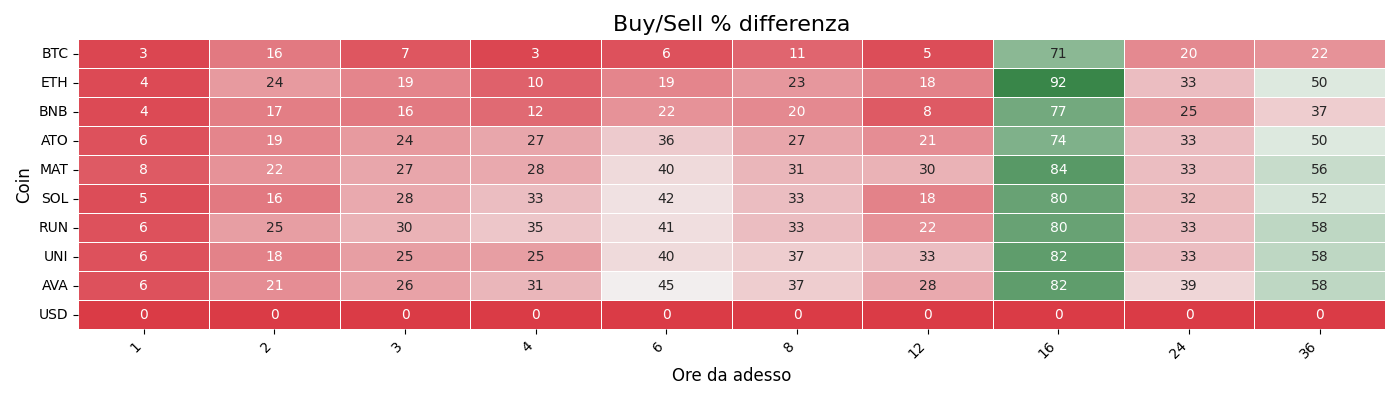 Buy/Sell % differenza
Coin
BTC 3 16 7 3 6 11 5 71 20 22
ETH 4 24 19 10 19 23 18 92 33 50
BNB 4 17 16 12 22 20 8 77 25 37
ATO 6 19 24 27 36 27 21 74 33 50
MAT 8 22 27 28 40 31 30 84 33 56
SOL 5 16 28 33 42 33 18 80 32 52
RUN 6 25 30 35 41 33 22 80 33 58
UNI 6 18 25 25 40 37 33 82 33 58
AVA 6 21 26 31 45 37 28 82 39 58
USD 0 0 0 0 0 0 0 0 0 0
1 2 3 4 6 8 12 16 24 36
Ore da adesso